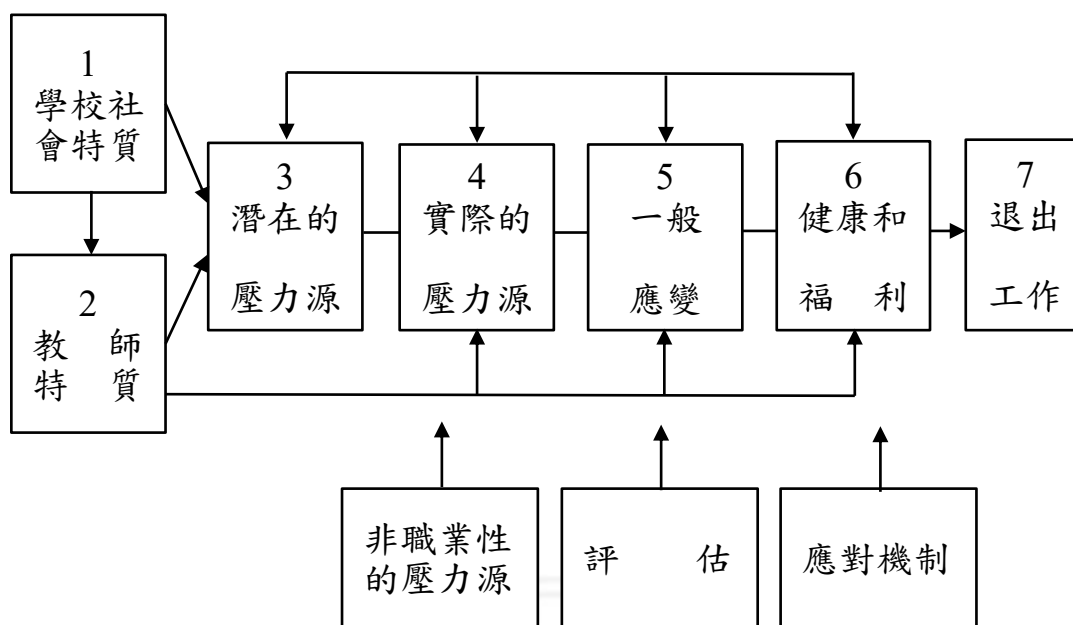 1
學校社
會特質
2
教 師
特 質
3
潛在的
壓力源
4
實際的
壓力源
5
一般
應變
6
健康和
福 利
7
退出
工作
非職業性
的壓力源
評 估
應對機制